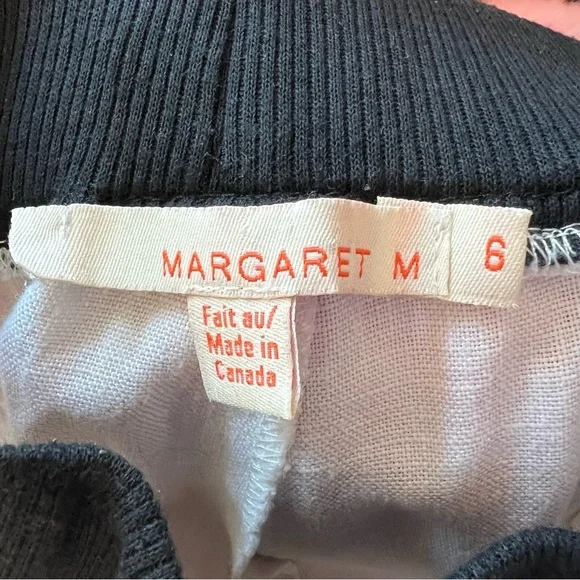 MARGARET M 6
Fait au/
Made in
Canada